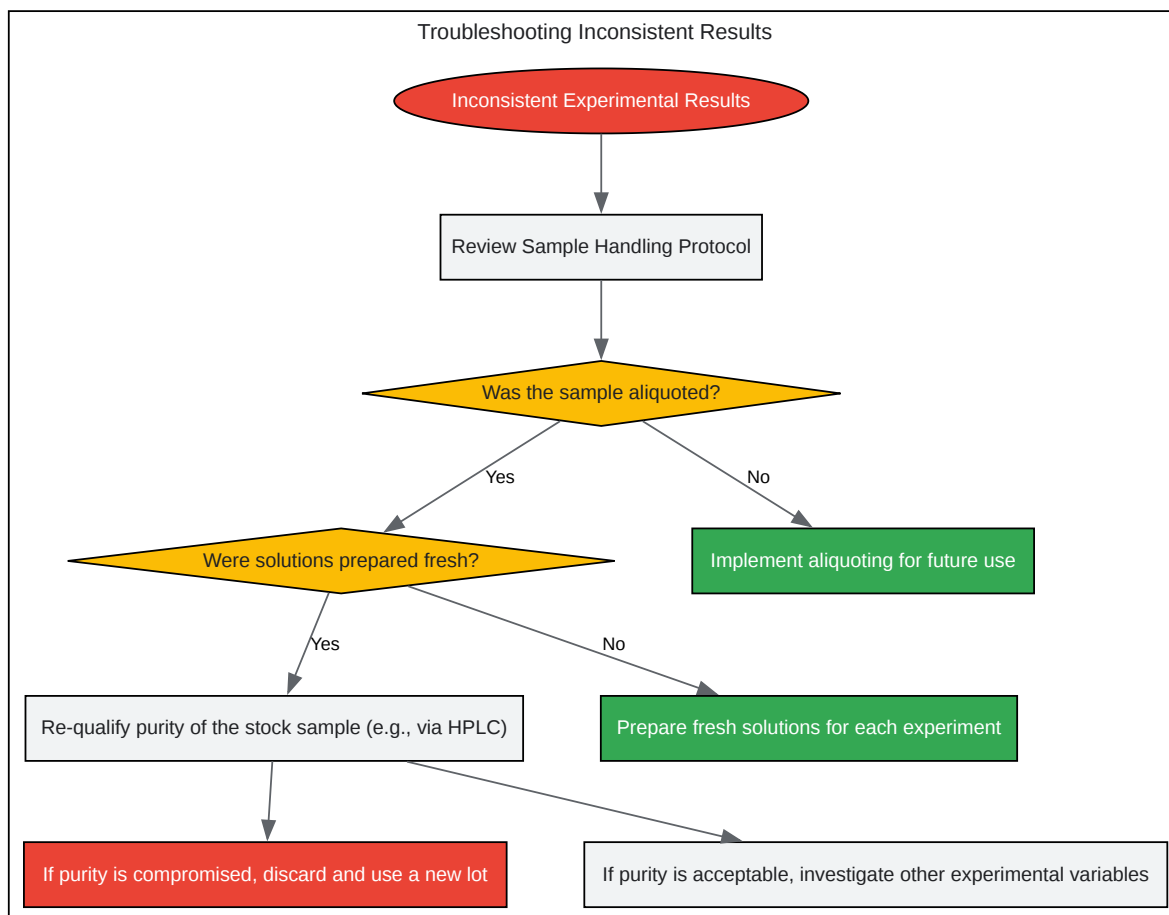 Troubleshooting Inconsistent Results
Inconsistent Experimental Results
Review Sample Handling Protocol
Was the sample aliquoted?
Yes
No
Were solutions prepared fresh?
Implement aliquoting for future use
Yes
No
Re-qualify purity of the stock sample (e.g., via HPLC)
Prepare fresh solutions for each experiment
If purity is compromised, discard and use a new lot
If purity is acceptable, investigate other experimental variables